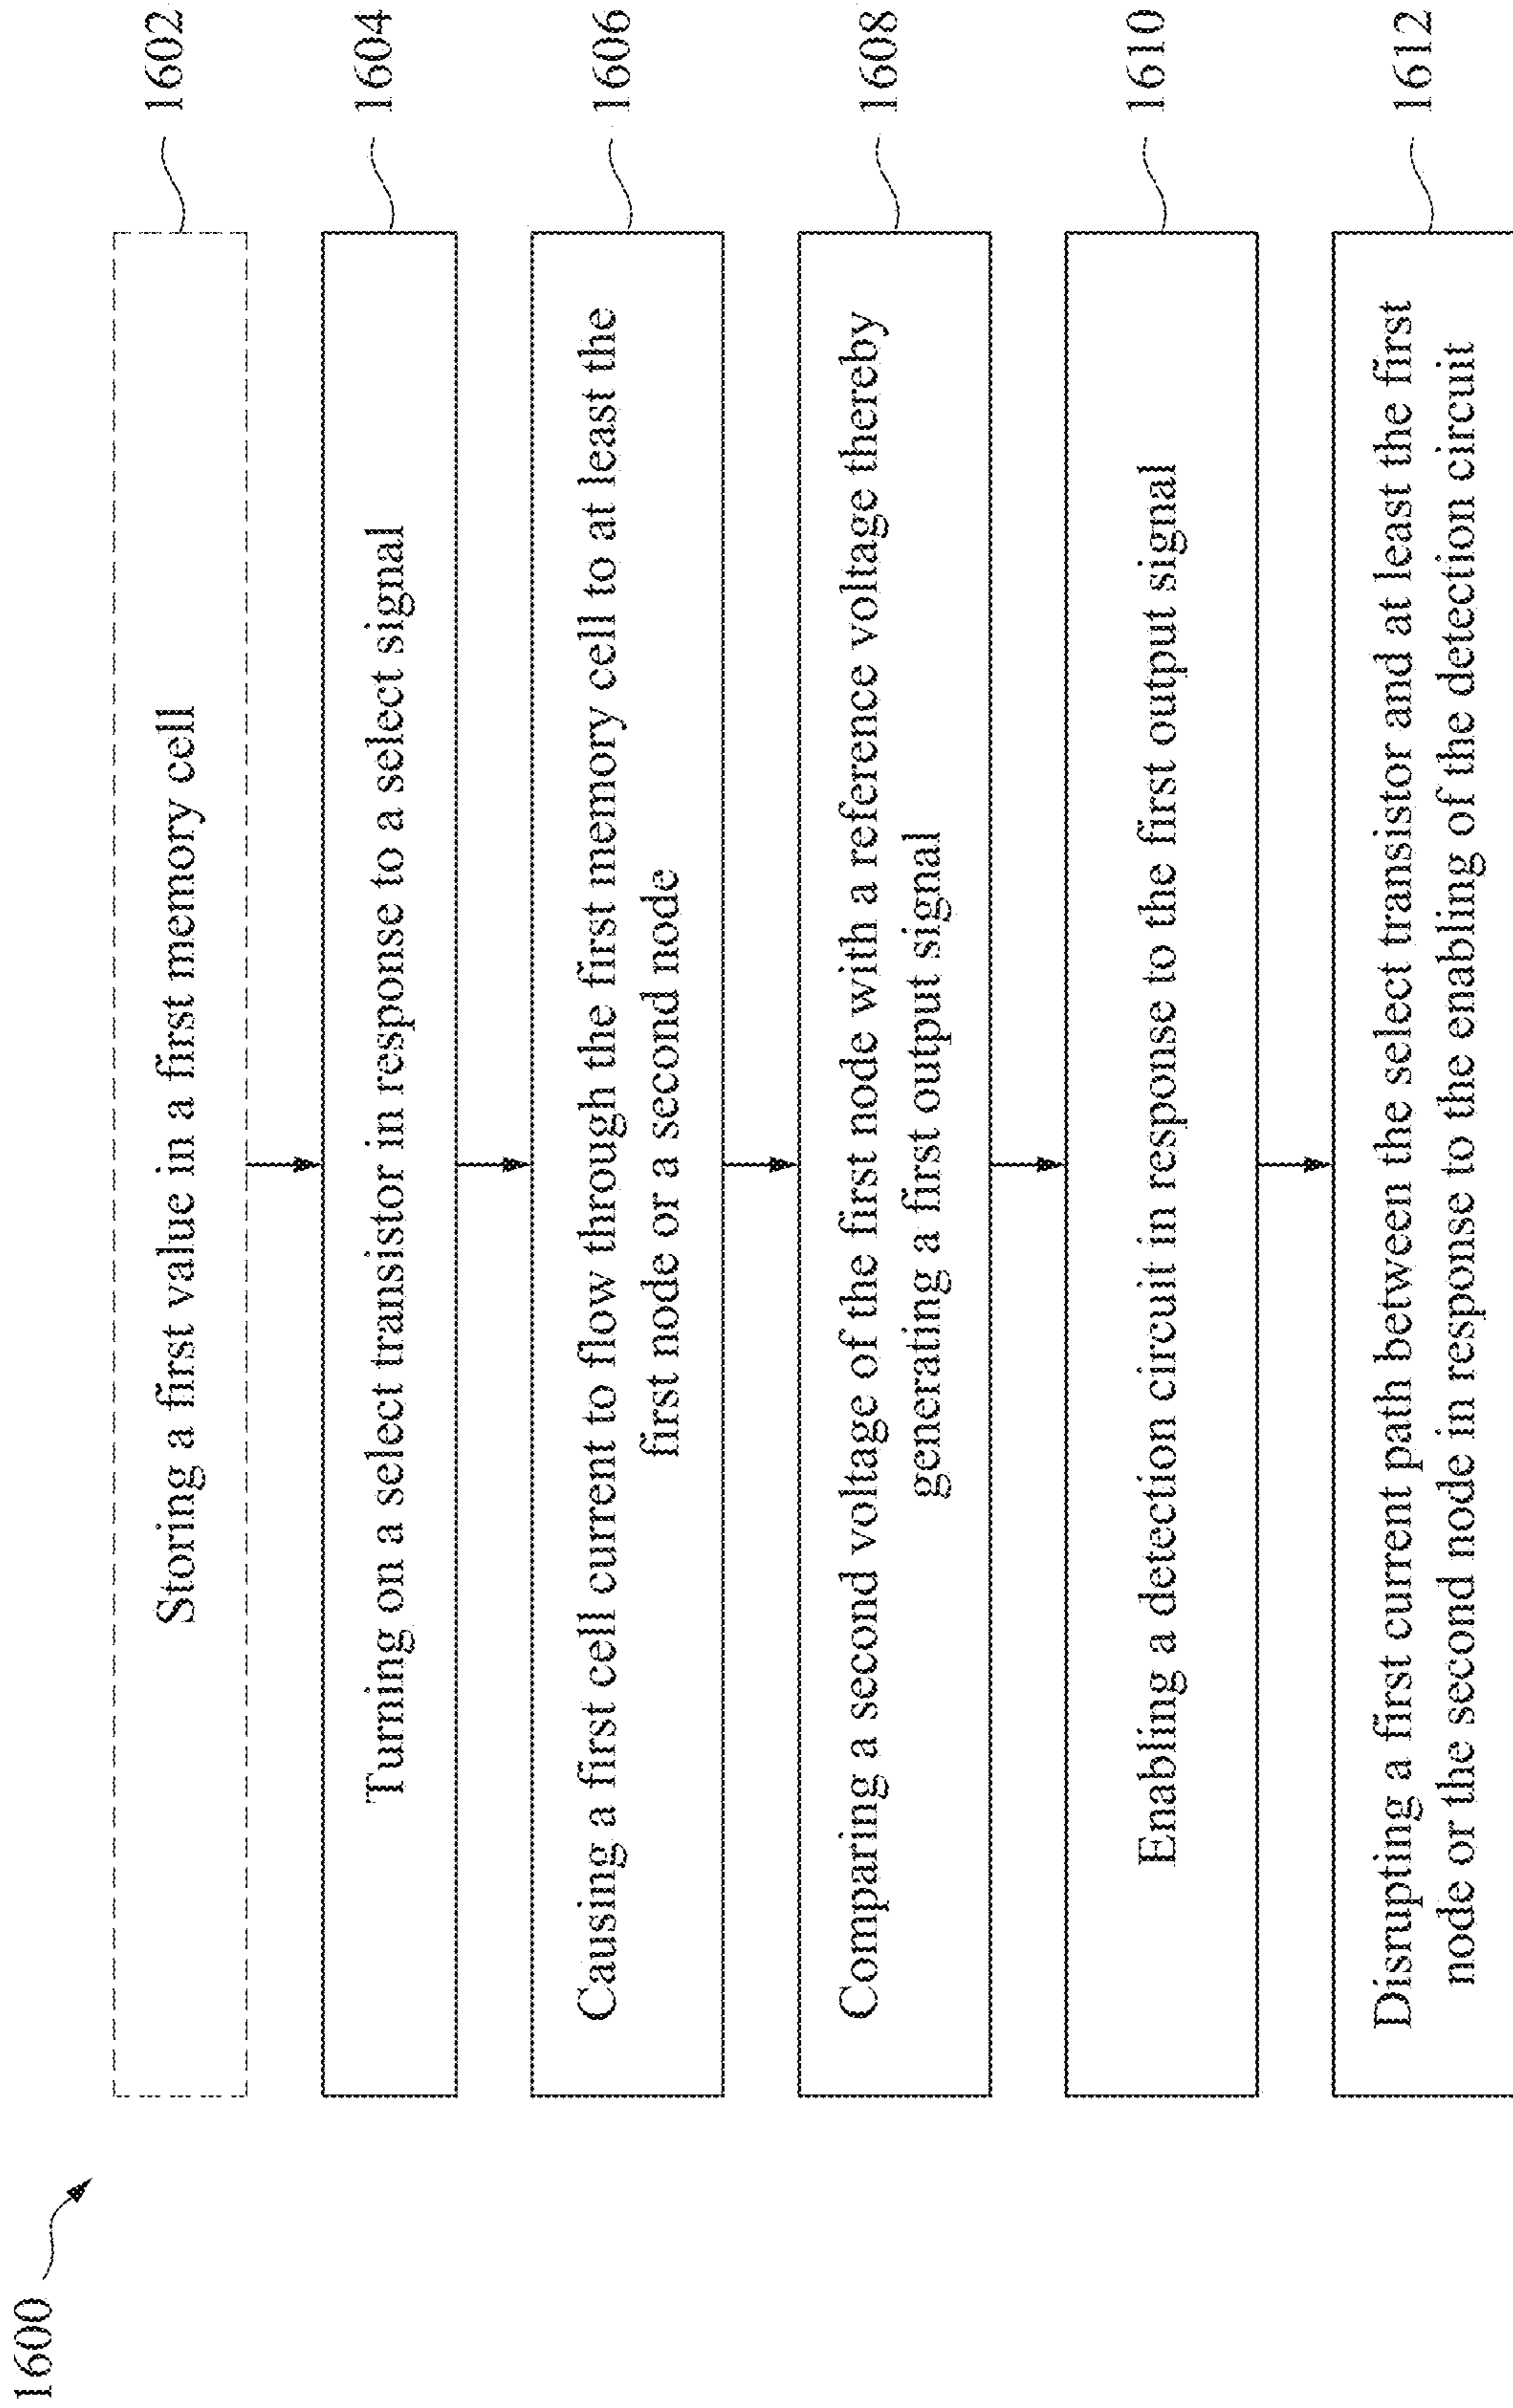 1600
Storing a first value in a first memory cell
1602
Turning on a select transistor in response to a select signal
1604
Causing a first cell current to flow through the first memory cell to at least the
first node or a second node
1606
Comparing a second voltage of the first node with a reference voltage thereby
generating a first output signal
1608
Enabling a detection circuit in response to the first output signal
1610
Disrupting a first current path between the select transistor and at least the first
node or the second node in response to the enabling of the detection circuit
1612